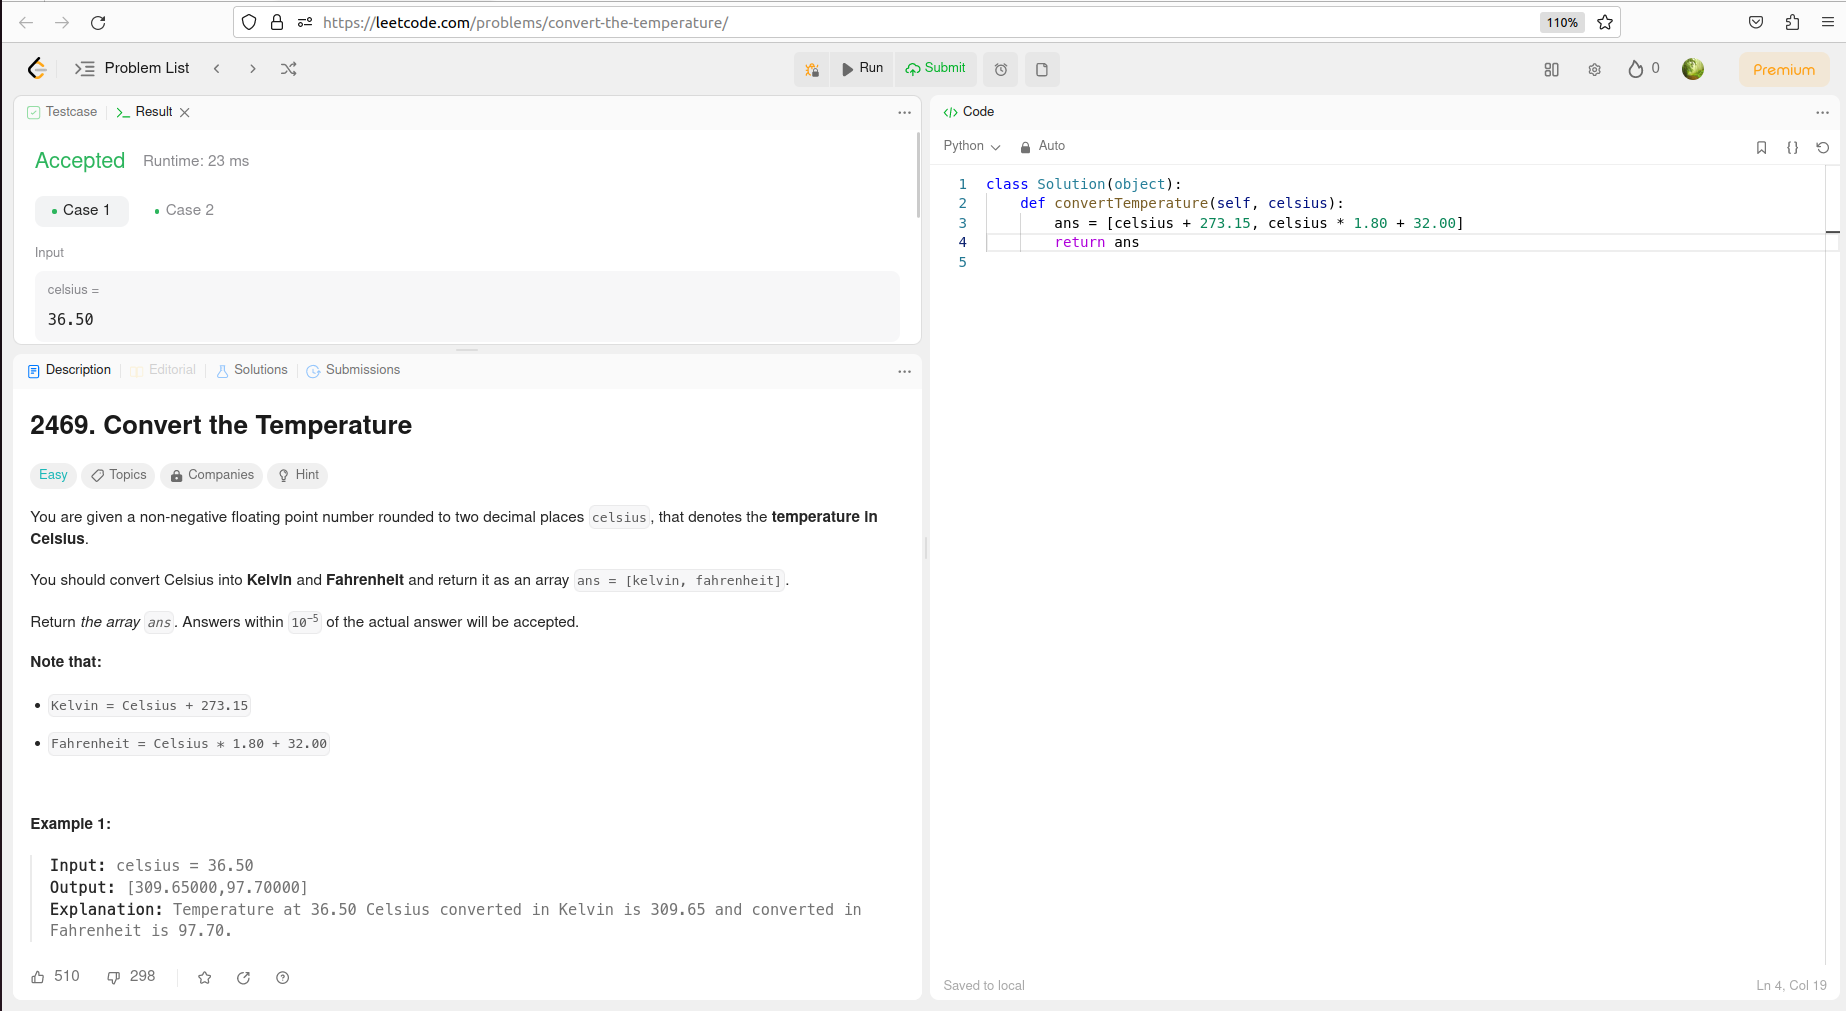 https://leetcode.com/problems/convert-the-temperature/
110%
Problem List
Run
Submit
0
Premium
Testcase
Result
Accepted
Runtime: 23 ms
Case 1
Case 2
Input
celsius =
36.50
Description
Editorial
Solutions
Submissions
2469. Convert the Temperature
Easy
Topics
Companies
Hint
You are given a non-negative floating point number rounded to two decimal places celsius, that denotes the temperature in
Celsius.
You should convert Celsius into Kelvin and Fahrenheit and return it as an array ans = [kelvin, fahrenheit].
Return the array ans. Answers within 10⁻⁵ of the actual answer will be accepted.
Note that:
• Kelvin = Celsius + 273.15
• Fahrenheit = Celsius * 1.80 + 32.00
Example 1:
Input: celsius = 36.50
Output: [309.65000,97.70000]
Explanation: Temperature at 36.50 Celsius converted in Kelvin is 309.65 and converted in
Fahrenheit is 97.70.
510
298
</> Code
Python
Auto
{}
1 class Solution(object):
2     def convertTemperature(self, celsius):
3         ans = [celsius + 273.15, celsius * 1.80 + 32.00]
4         return ans
5
Saved to local
Ln 4, Col 19